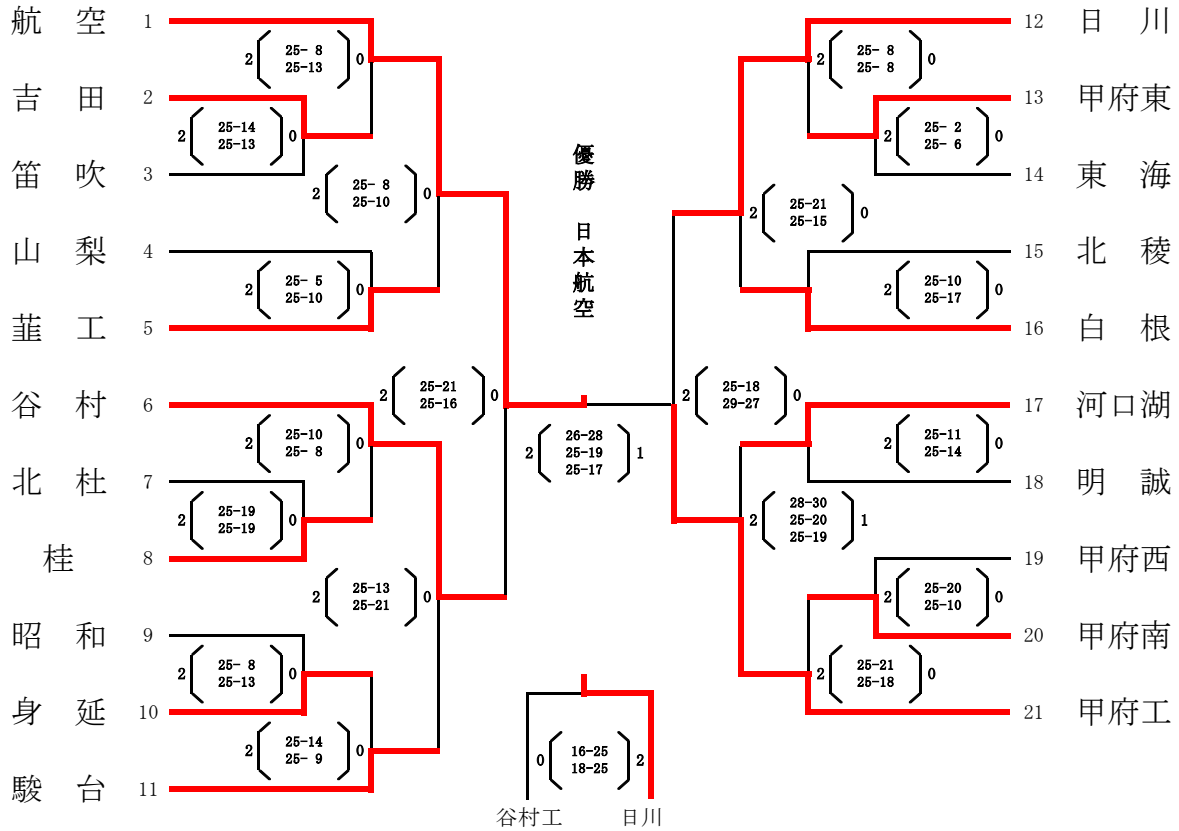 航空 1
2 25- 8 0
25-13
吉田 2
2 25-14 0
25-13
笛吹 3
2 25- 8 0
25-10
山梨 4
2 25- 5 0
25-10
韮工 5
2 25-21 0
25-16
谷村 6
2 25-10 0
25- 8
北杜 7
2 25-19 0
25-19
桂 8
2 25-13 0
25-21
昭和 9
2 25- 8 0
25-13
身延 10
2 25-14 0
25- 9
駿台 11
優勝 日本航空
26-28
2 25-19 1
25-17
16-25
0 18-25 2
谷村工 日川
12 日川
2 25- 8 0
25- 8
13 甲府東
2 25- 2 0
25- 6
14 東海
2 25-21 0
25-15
15 北稜
2 25-10 0
25-17
16 白根
2 25-18 0
29-27
17 河口湖
2 25-11 0
25-14
18 明誠
28-30
2 25-20 1
25-19
19 甲府西
2 25-20 0
25-10
20 甲府南
2 25-21 0
25-18
21 甲府工